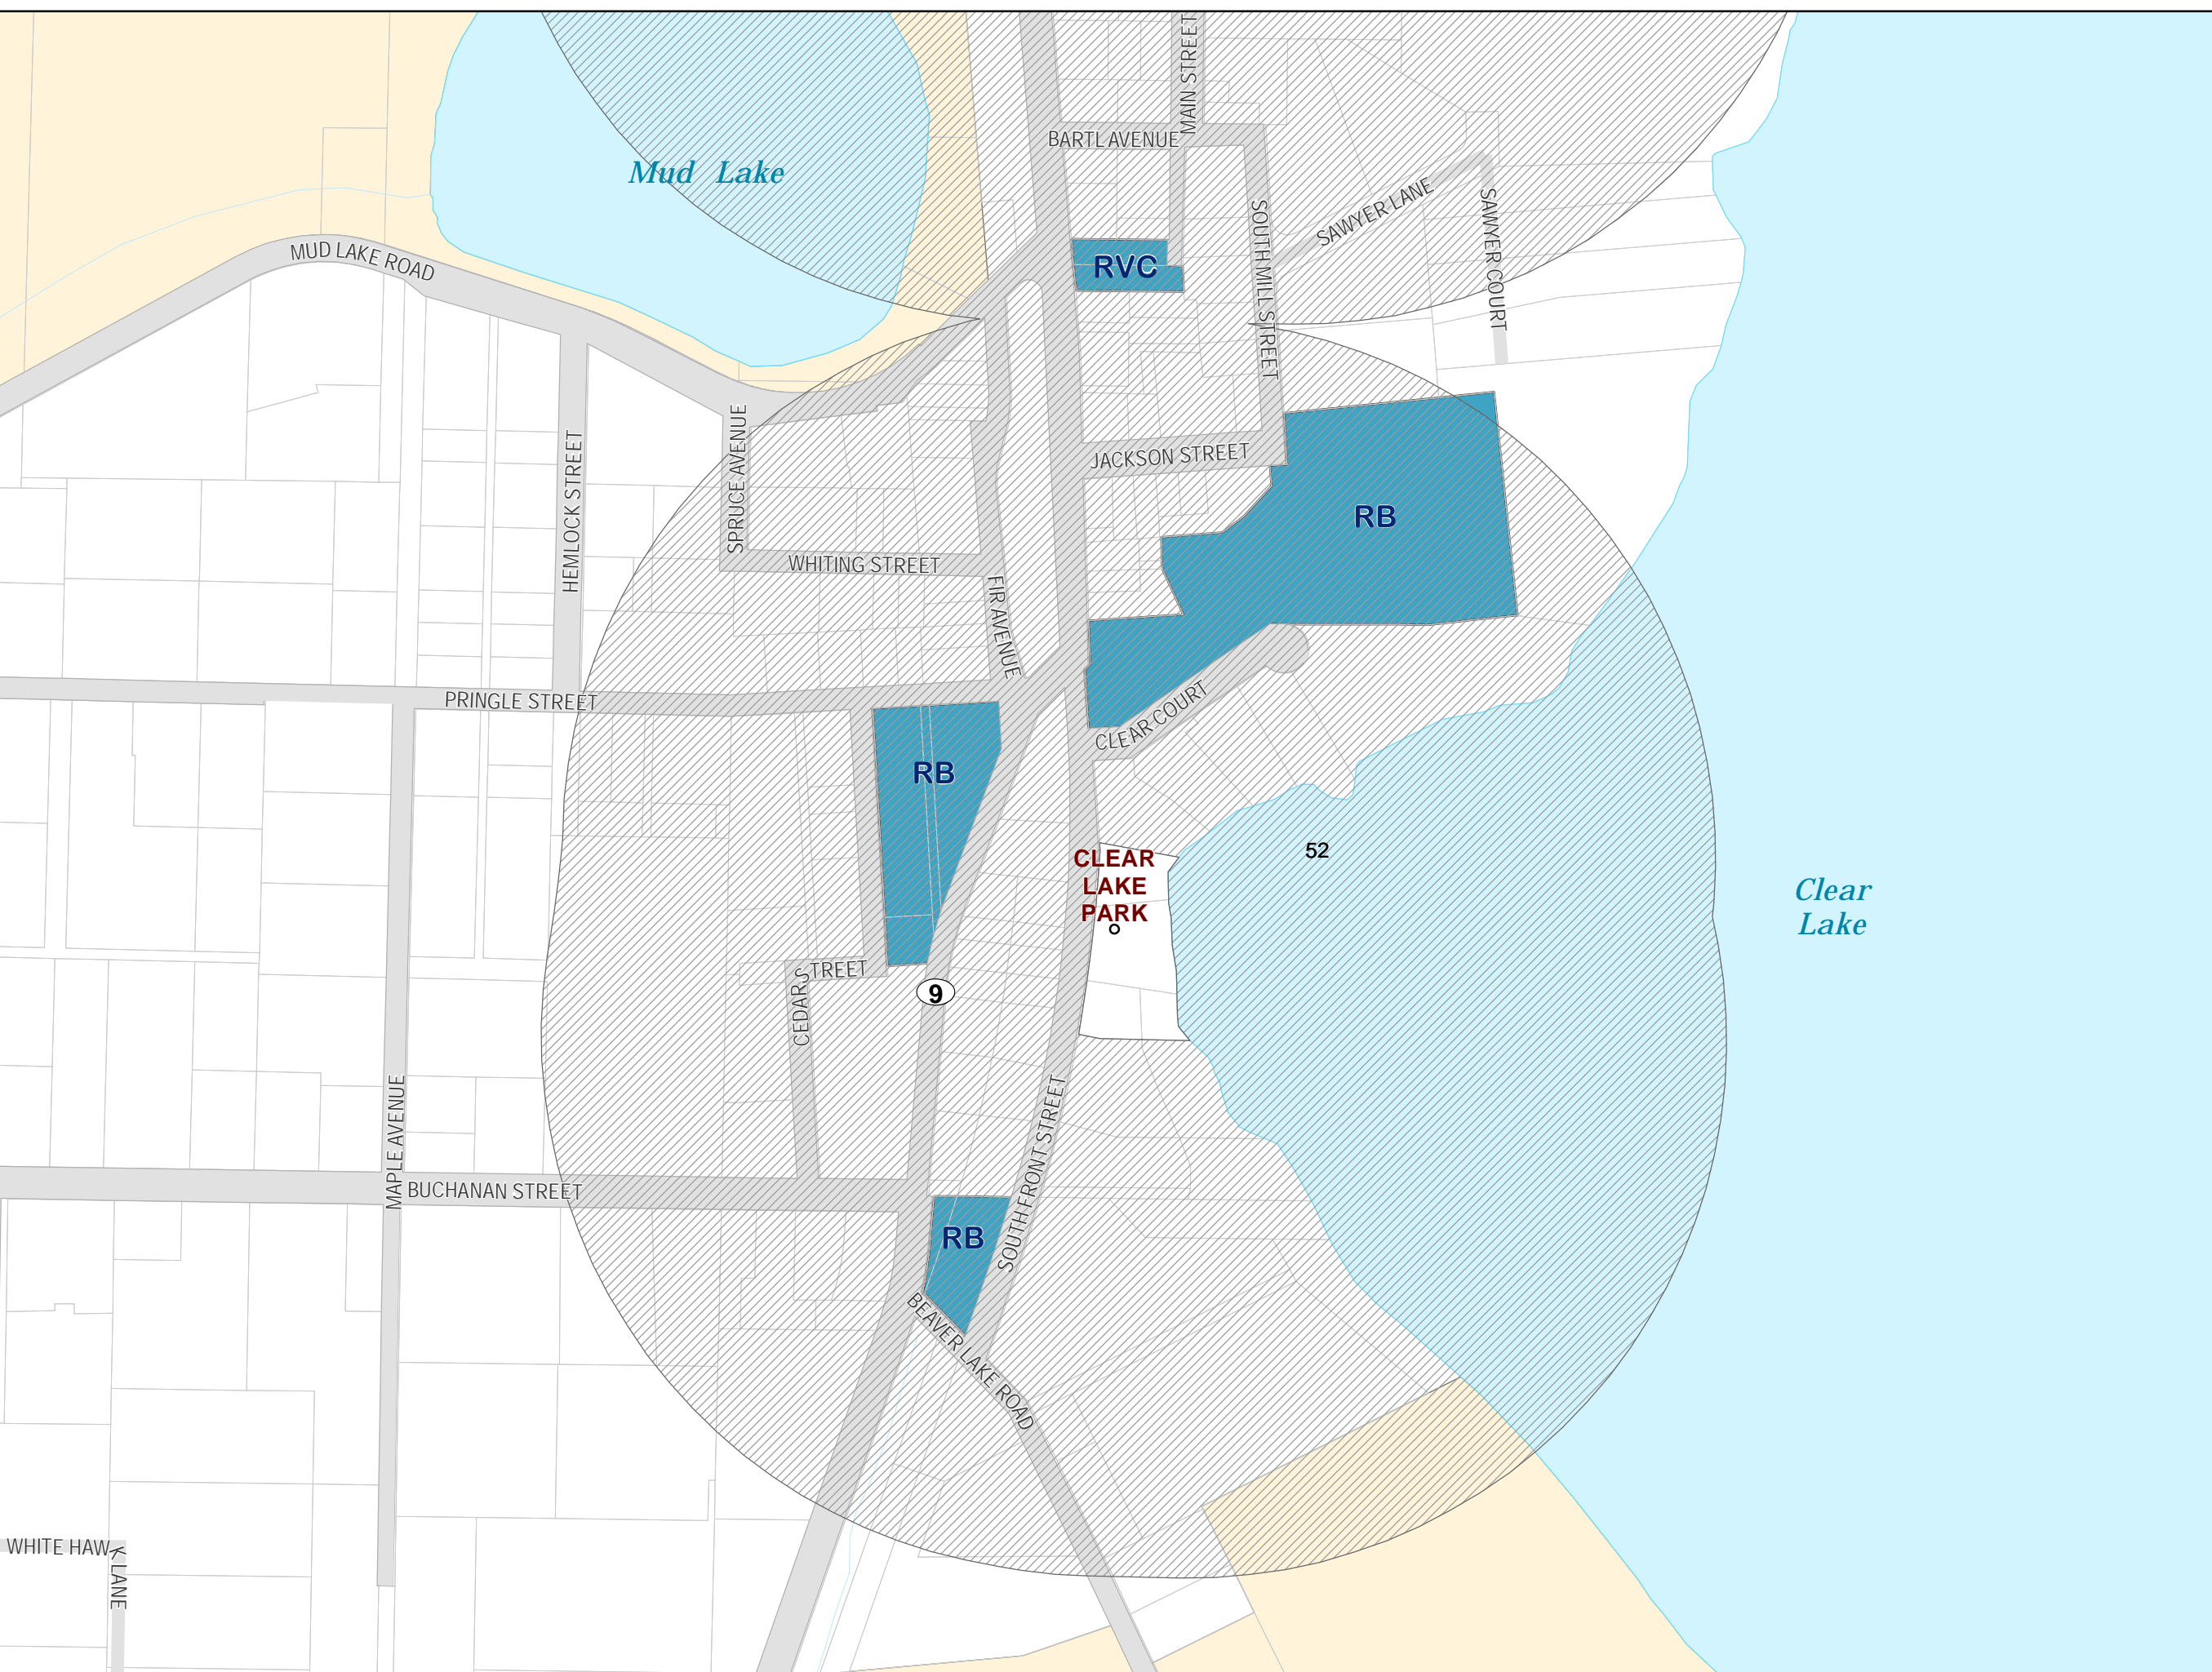 MAIN STREET
BARTL AVENUE
Mud Lake
SAWYER LANE
SAWYER COURT
SOUTH MILL STREET
MUD LAKE ROAD
RVC
SPRUCE AVENUE
HEMLOCK STREET
JACKSON STREET
RB
WHITING STREET
FIR AVENUE
PRINGLE STREET
CLEAR COURT
RB
CLEAR
LAKE
PARK
52
Clear
Lake
CEDAR STREET
9
MAPLE AVENUE
BUCHANAN STREET
SOUTH FRONT STREET
RB
BEAVER LAKE ROAD
WHITE HAWK LANE